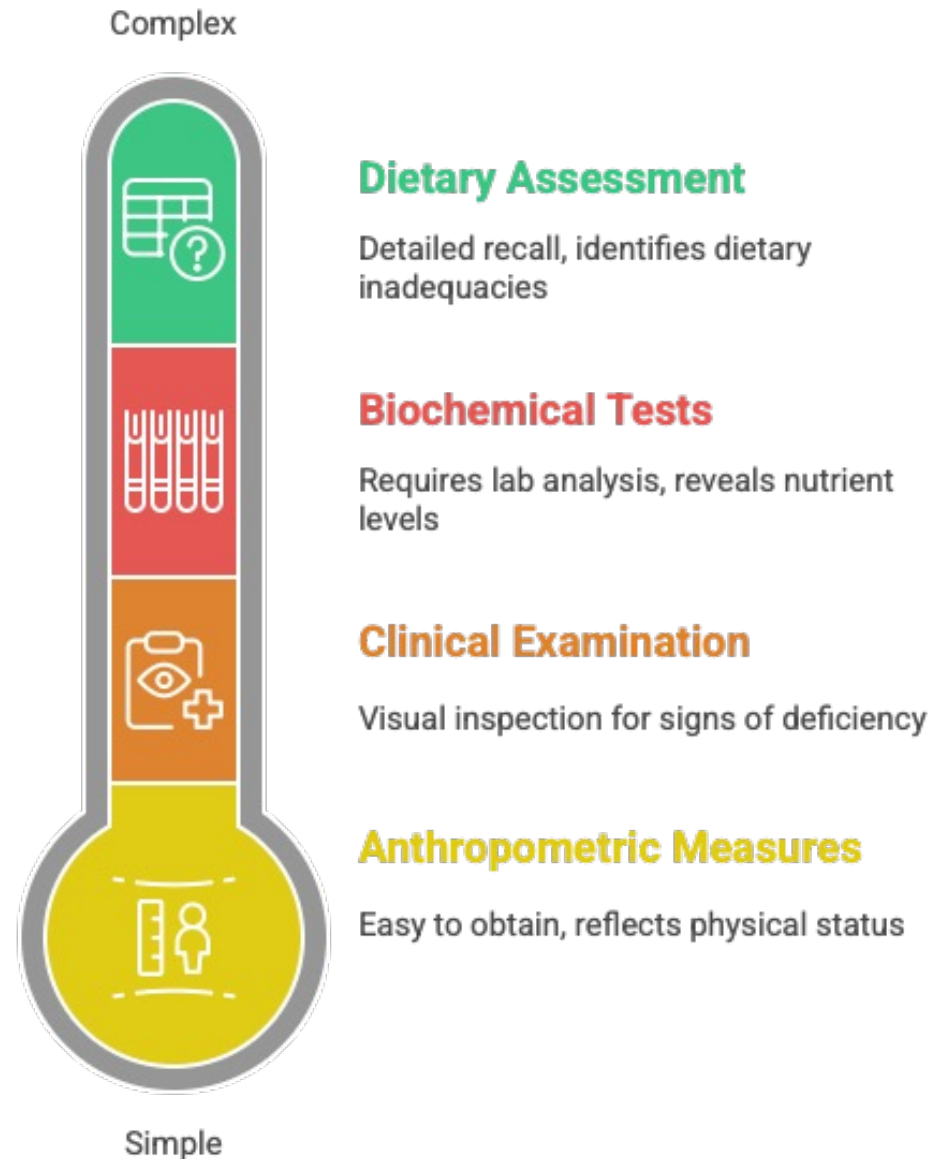 Complex
Dietary Assessment
Detailed recall, identifies dietary
inadequacies
Biochemical Tests
Requires lab analysis, reveals nutrient
levels
Clinical Examination
Visual inspection for signs of deficiency
Anthropometric Measures
Easy to obtain, reflects physical status
Simple